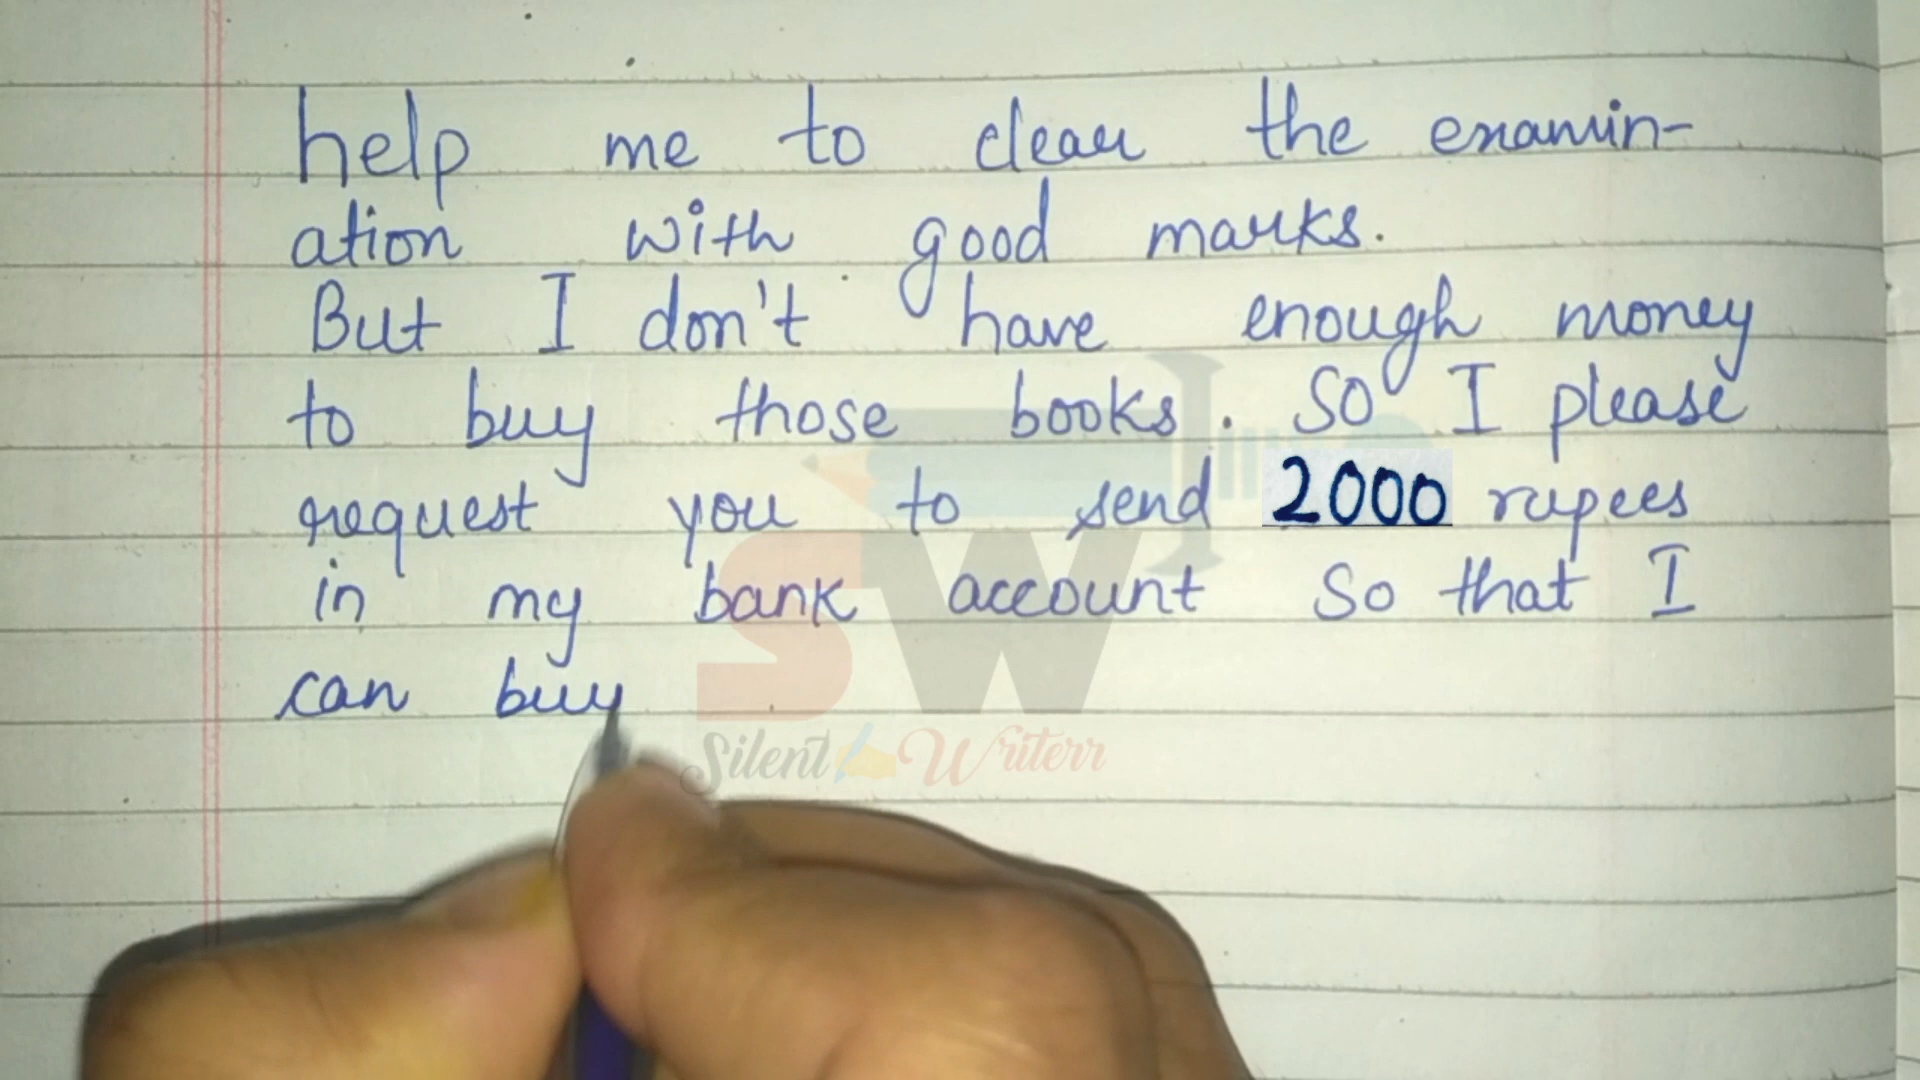 help me to clear the examin-
ation with good marks.
But I don't have enough money
to buy those books. So I please
request you to send 2000 rupees
in my bank account so that I
can buy
SW
Silent Writerr